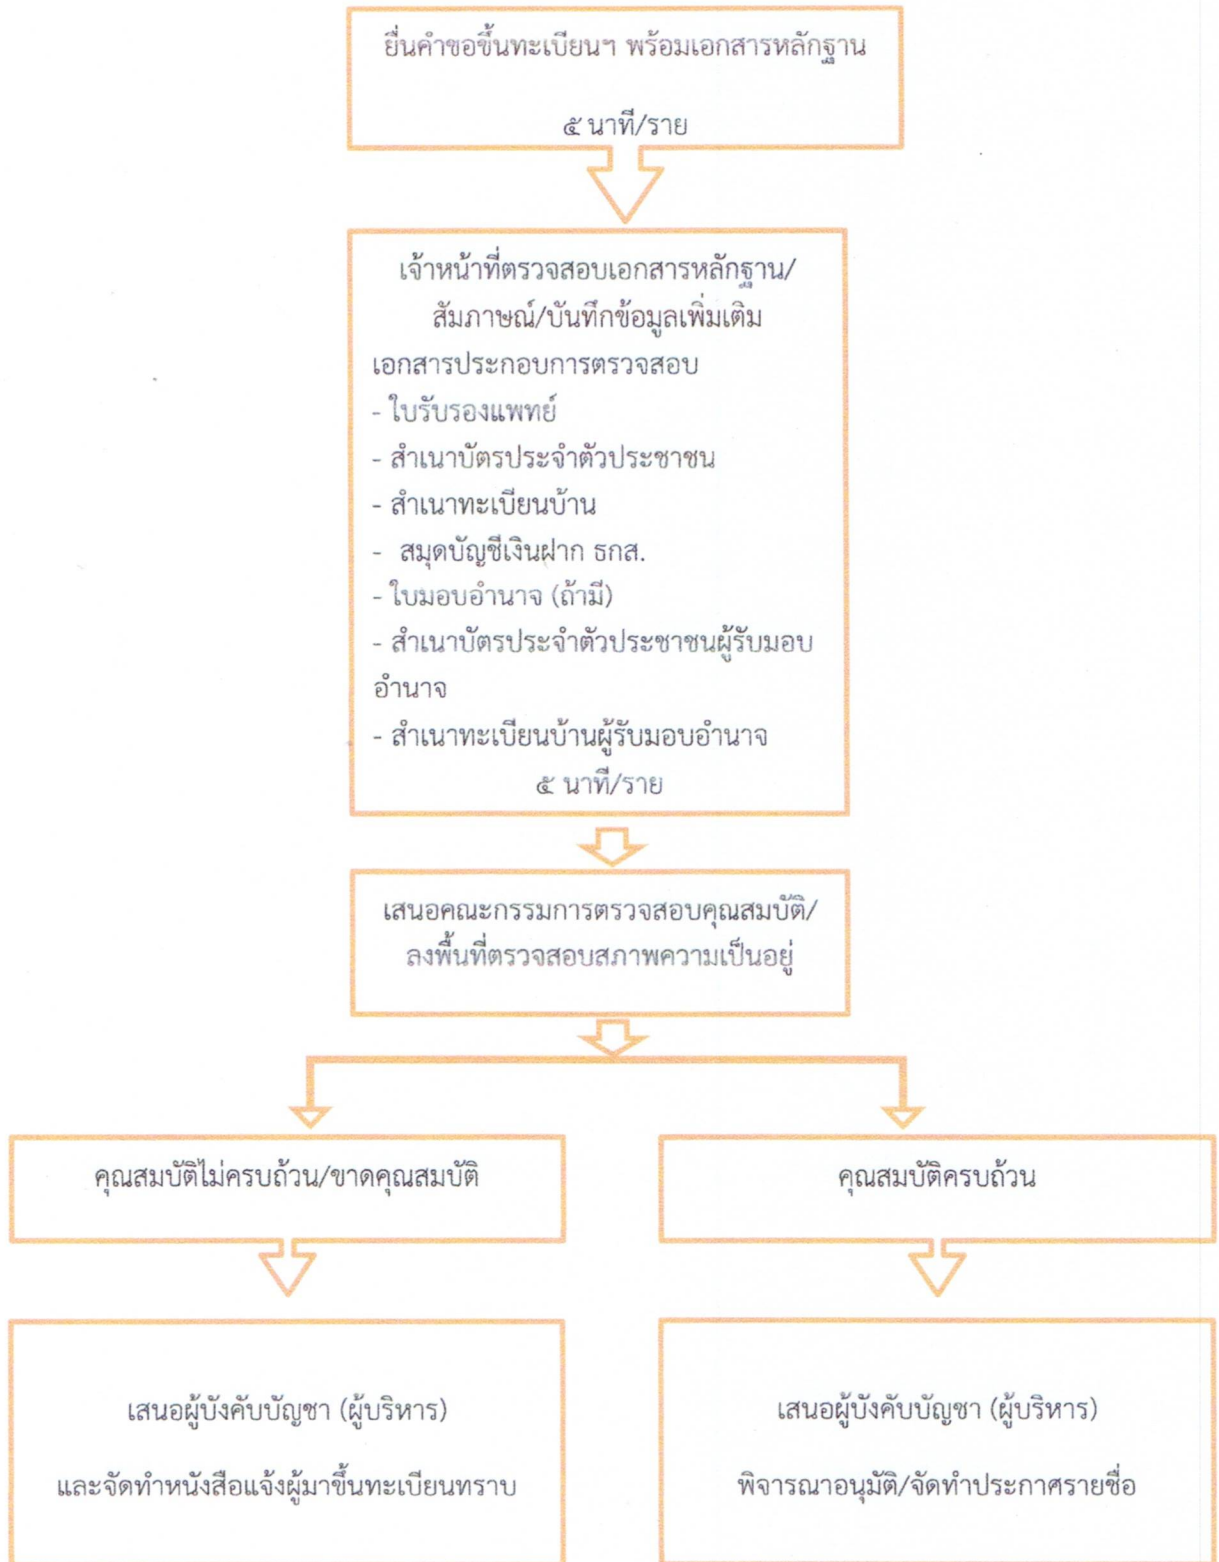 ยื่นคำขอขึ้นทะเบียนฯ พร้อมเอกสารหลักฐาน
๕ นาที/ราย
เจ้าหน้าที่ตรวจสอบเอกสารหลักฐาน/
สัมภาษณ์/บันทึกข้อมูลเพิ่มเติม
เอกสารประกอบการตรวจสอบ
- ใบรับรองแพทย์
- สำเนาบัตรประจำตัวประชาชน
- สำเนาทะเบียนบ้าน
- สมุดบัญชีเงินฝาก ธกส.
- ใบมอบอำนาจ (ถ้ามี)
- สำเนาบัตรประจำตัวประชาชนผู้รับมอบ
อำนาจ
- สำเนาทะเบียนบ้านผู้รับมอบอำนาจ
๕ นาที/ราย
เสนอคณะกรรมการตรวจสอบคุณสมบัติ/
ลงพื้นที่ตรวจสอบสภาพความเป็นอยู่
คุณสมบัติไม่ครบถ้วน/ขาดคุณสมบัติ
คุณสมบัติครบถ้วน
เสนอผู้บังคับบัญชา (ผู้บริหาร)
และจัดทำหนังสือแจ้งผู้มาขึ้นทะเบียนทราบ
เสนอผู้บังคับบัญชา (ผู้บริหาร)
พิจารณาอนุมัติ/จัดทำประกาศรายชื่อ